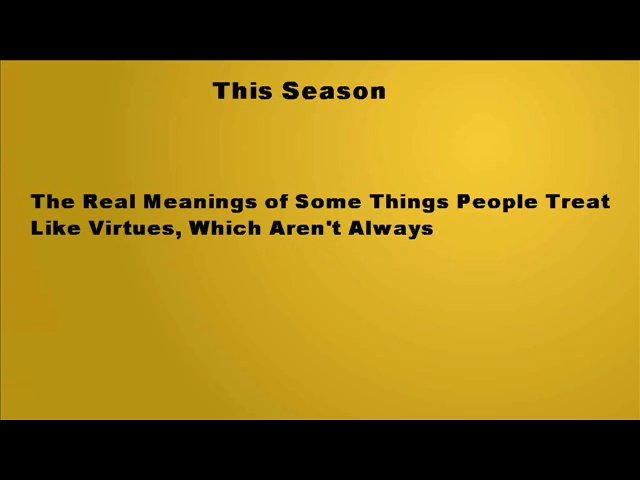 This Season
The Real Meanings of Some Things People Treat
Like Virtues, Which Aren't Always